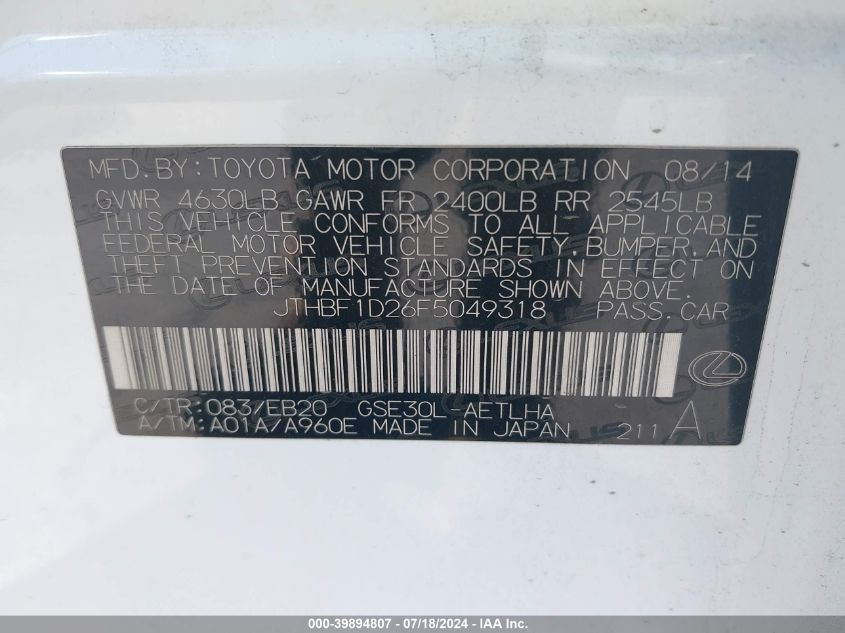 MFD. BY: TOYOTA MOTOR CORPORATION 08/14
GVWR 4630LB GAWR FR 2400LB RR 2545LB
THIS VEHICLE CONFORMS TO ALL APPLICABLE
FEDERAL MOTOR VEHICLE SAFETY, BUMPER, AND
THEFT PREVENTION STANDARDS IN EFFECT ON
THE DATE OF MANUFACTURE SHOWN ABOVE.
JTHBF1D26F5049318 PASS. CAR
C/TR: 083/EB20 GSE30L-AETLHA
A/TM: A01A/A960E MADE IN JAPAN 211 A
000-39894807 - 07/18/2024 - IAA Inc.